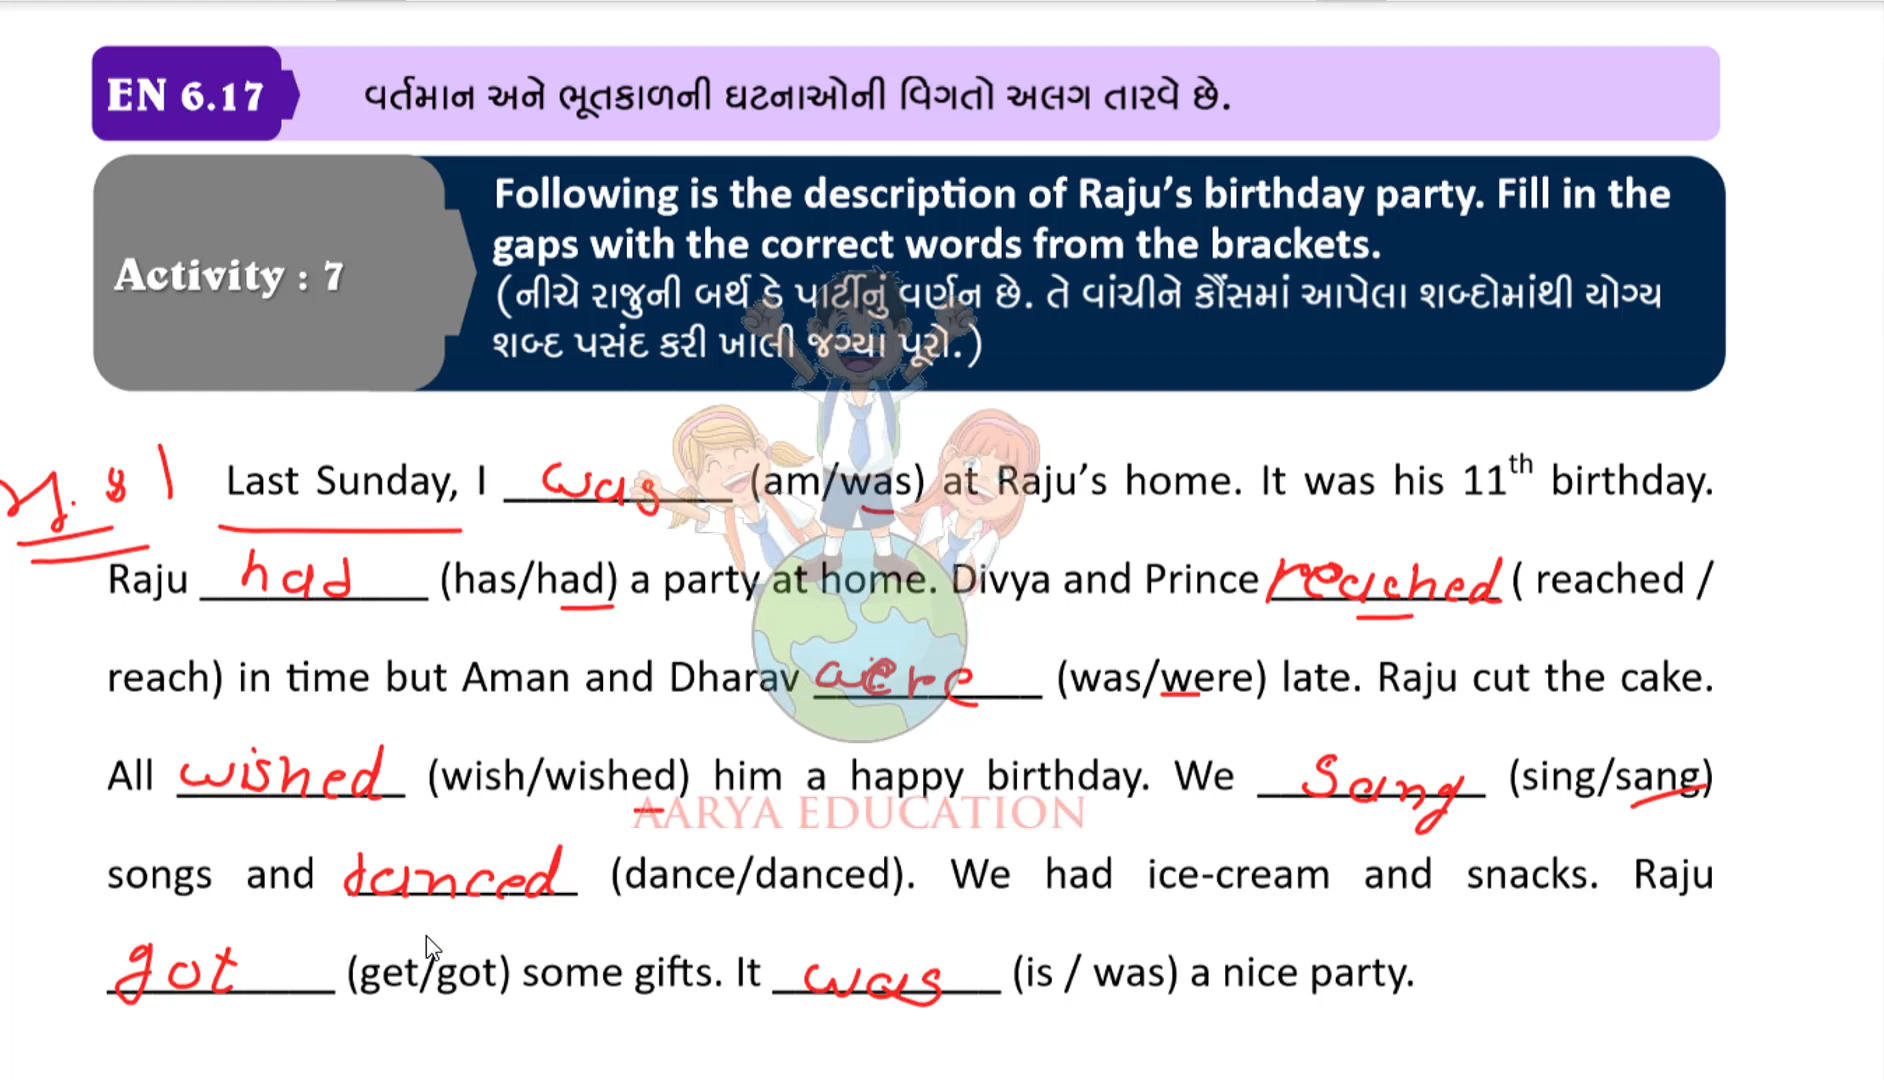 EN 6.17 વર્તમાન અને ભૂતકાળની ઘટનાઓની વિગતો અલગ તારવે છે.
Activity : 7
Following is the description of Raju's birthday party. Fill in the
gaps with the correct words from the brackets.
(નીચે રાજુની બર્થ ડે પાર્ટીનું વર્ણન છે. તે વાંચીને કૌંસમાં આપેલા શબ્દોમાંથી યોગ્ય
શબ્દ પસંદ કરી ખાલી જગ્યા પૂરો.)
Last Sunday, I was (am/was) at Raju's home. It was his 11th birthday.
Raju had (has/had) a party at home. Divya and Prince reached ( reached /
reach) in time but Aman and Dharav were (was/were) late. Raju cut the cake.
All wished (wish/wished) him a happy birthday. We sang (sing/sang)
AARYA EDUCATION
songs and danced (dance/danced). We had ice-cream and snacks. Raju
got (get/got) some gifts. It was (is / was) a nice party.